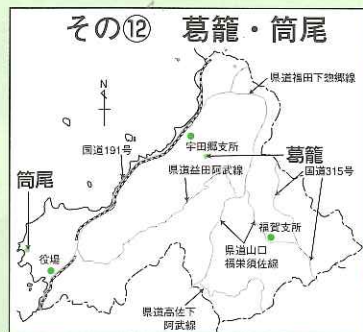 その⑫ 葛籠・筒尾
県道福田下惣郷線
N
国道191号
宇田郷支所
葛籠
県道益田阿武線
国道315号
筒尾
福賀支所
役場
県道山口
福栄須佐線
県道高佐下
阿武線